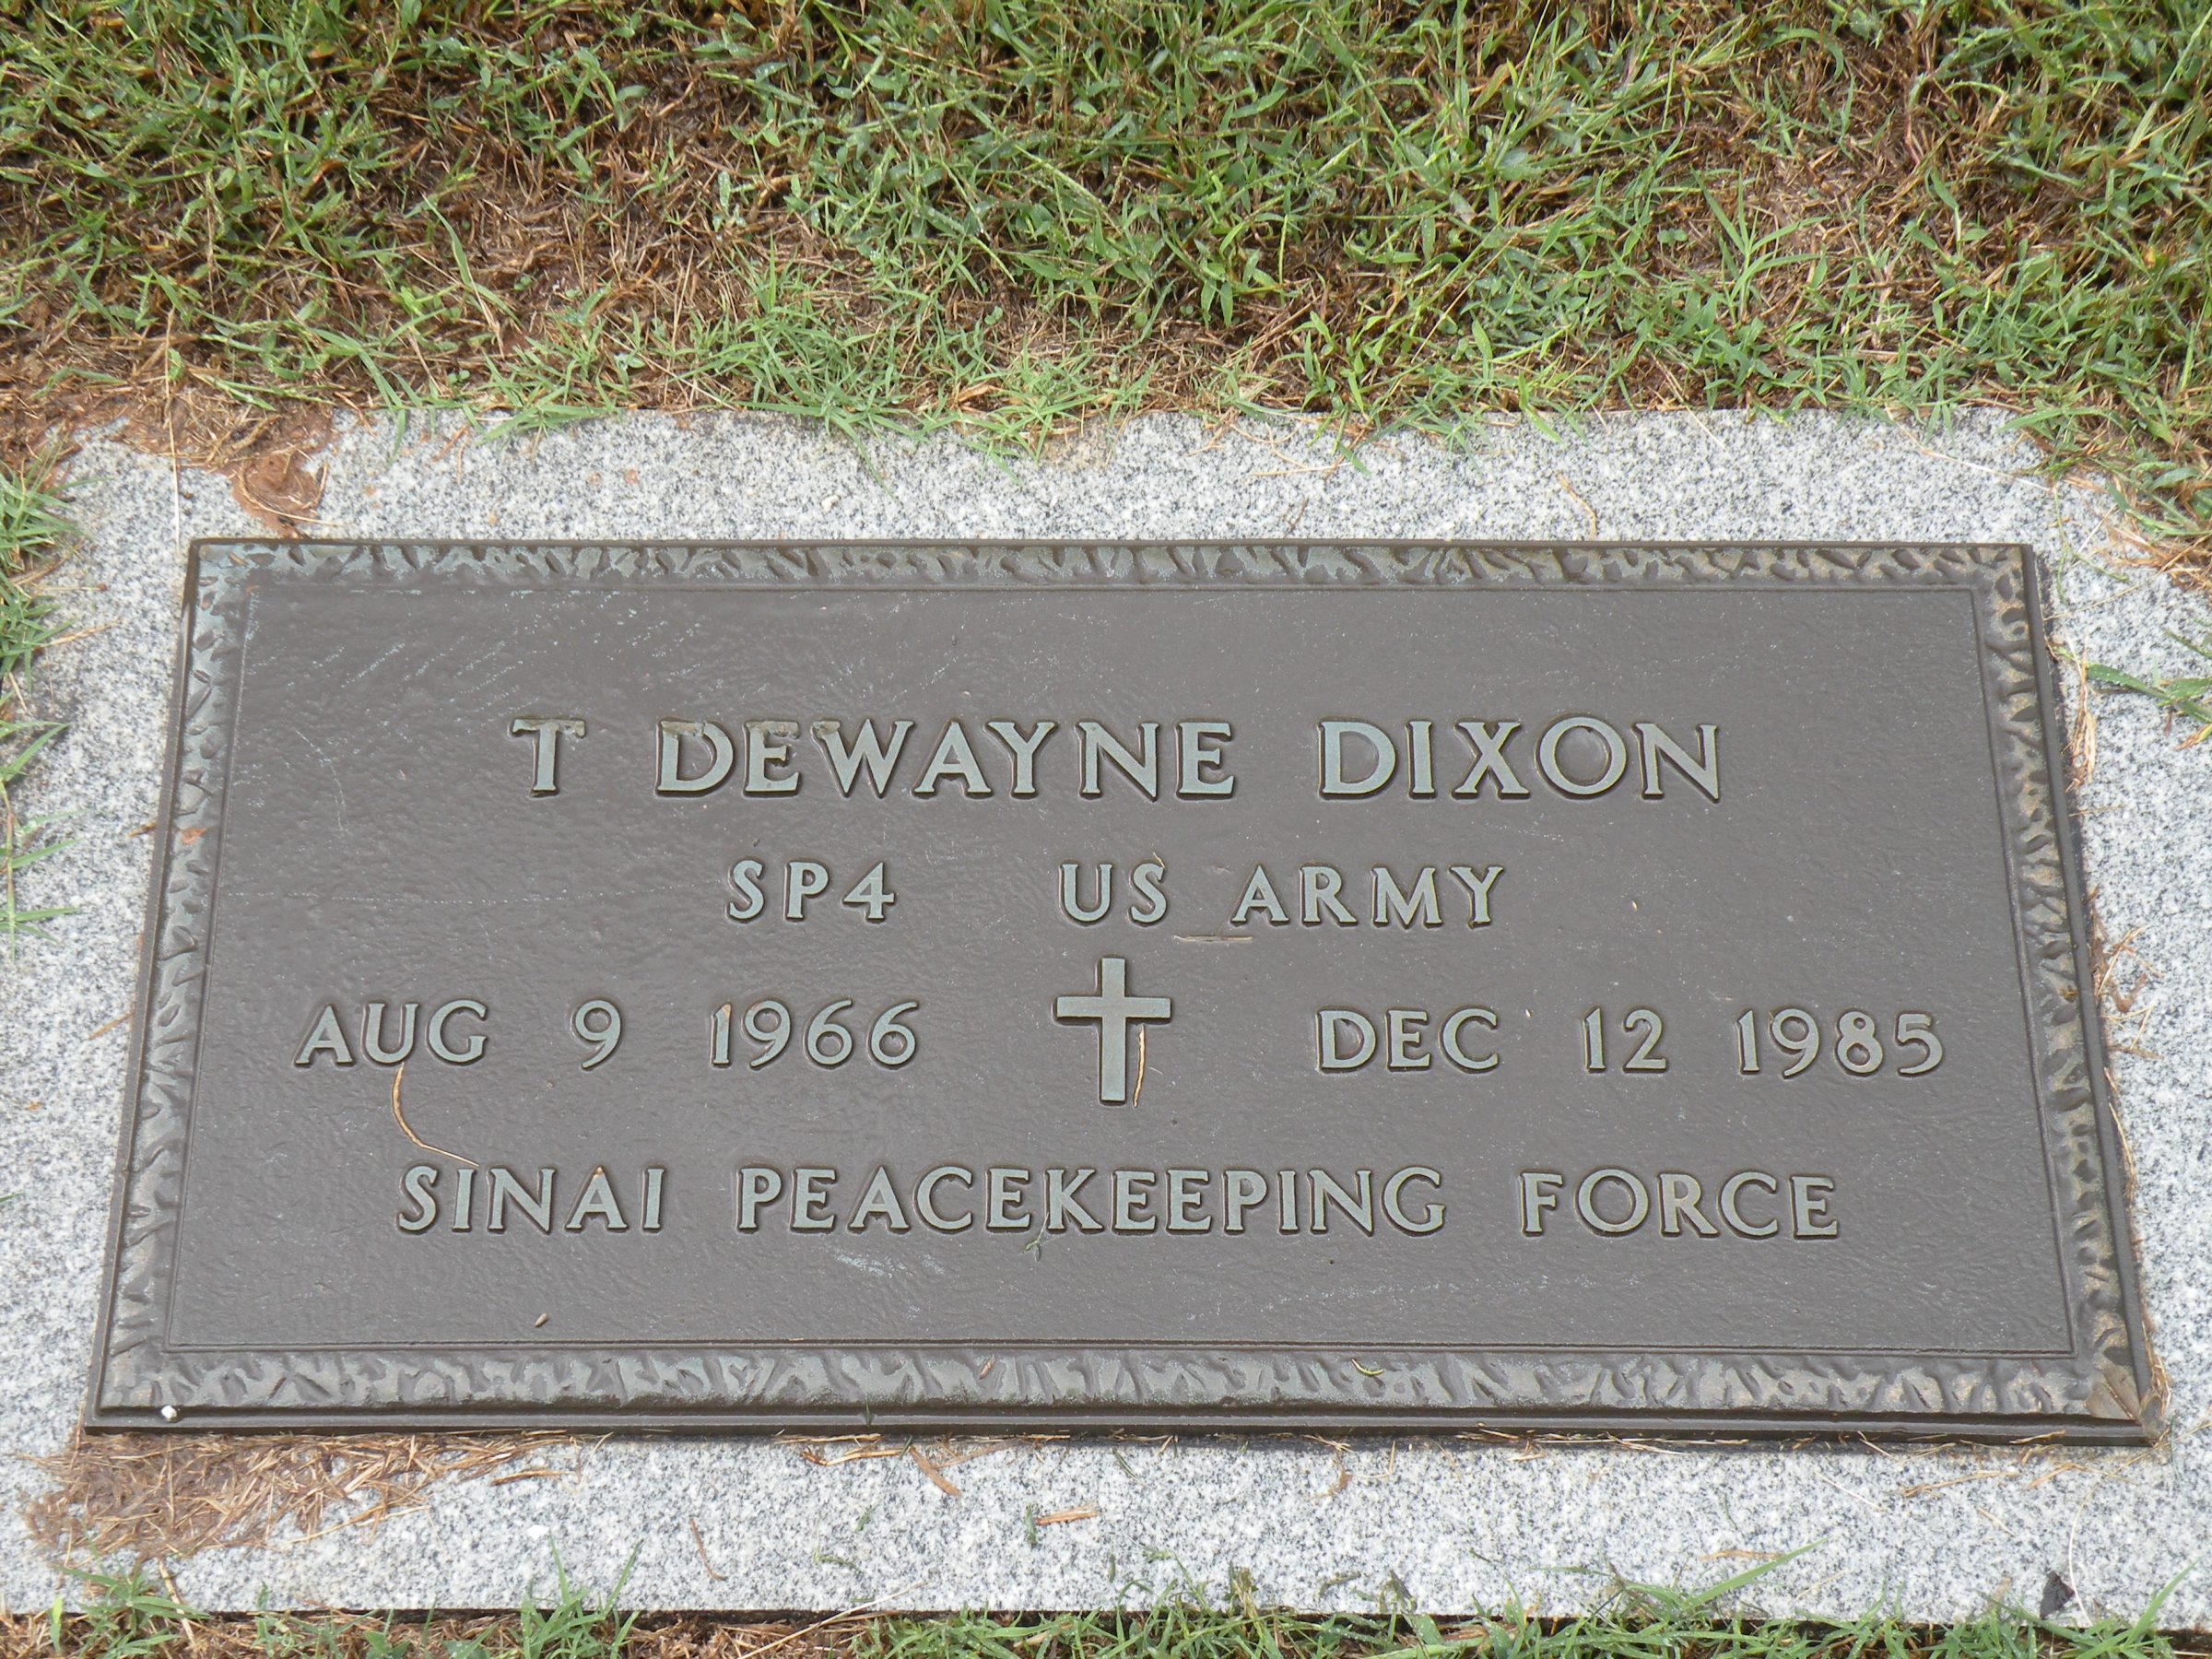 T DEWAYNE DIXON
SP4 US ARMY
AUG 9 1966 DEC 12 1985
SINAI PEACEKEEPING FORCE